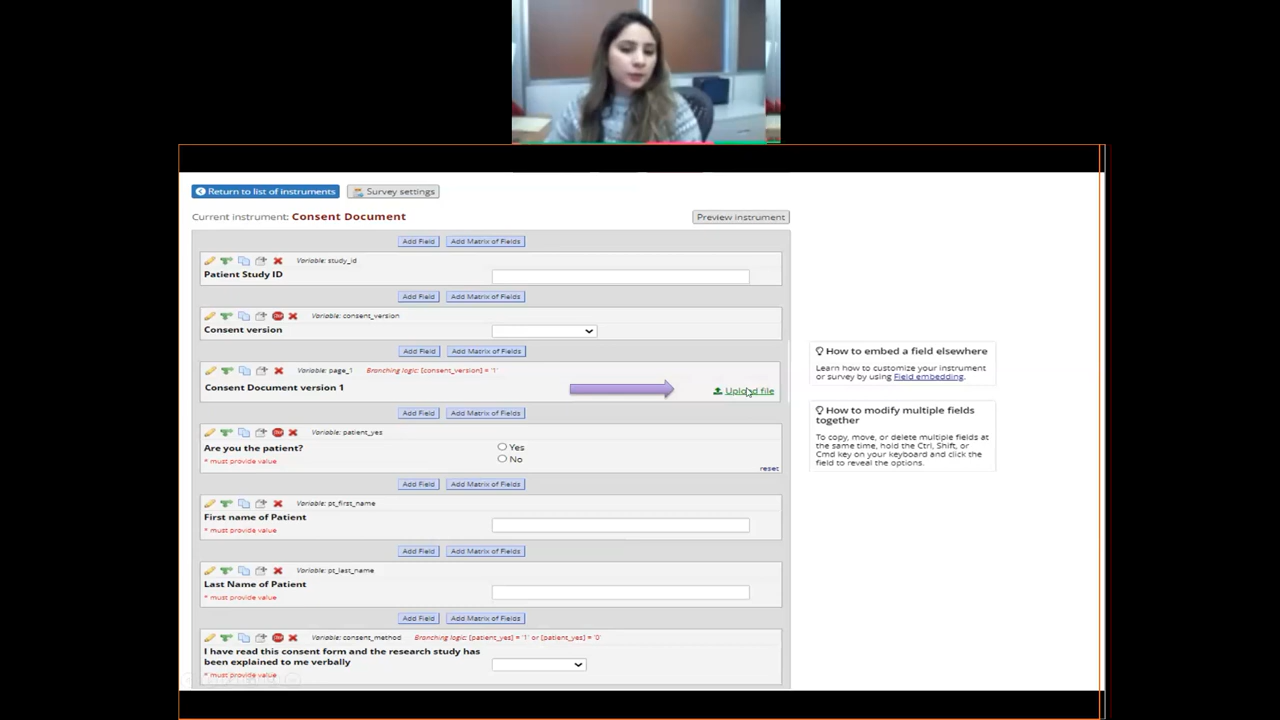 Return to list of instruments
Survey settings
Current instrument: Consent Document
Preview instrument
Add Field
Add Matrix of Fields
Variable: study_id
Patient Study ID
Add Field
Add Matrix of Fields
Variable: consent_version
Consent version
Add Field
Add Matrix of Fields
Variable: page_1 Branching logic: [consent_version] = '1'
Consent Document version 1
Upload file
Add Field
Add Matrix of Fields
Variable: patient_yes
Are you the patient?
* must provide value
Yes
No
reset
Add Field
Add Matrix of Fields
Variable: pt_first_name
First name of Patient
* must provide value
Add Field
Add Matrix of Fields
Variable: pt_last_name
Last Name of Patient
* must provide value
Add Field
Add Matrix of Fields
Variable: consent_method Branching logic: [patient_yes] = '1' or [patient_yes] = '0'
I have read this consent form and the research study has
been explained to me verbally
* must provide value
How to embed a field elsewhere
Learn how to customize your instrument
or survey by using Field embedding.
How to modify multiple fields
together
To copy, move, or delete multiple fields at
the same time, hold the Ctrl, Shift, or
Cmd key on your keyboard and click the
field to reveal the options.